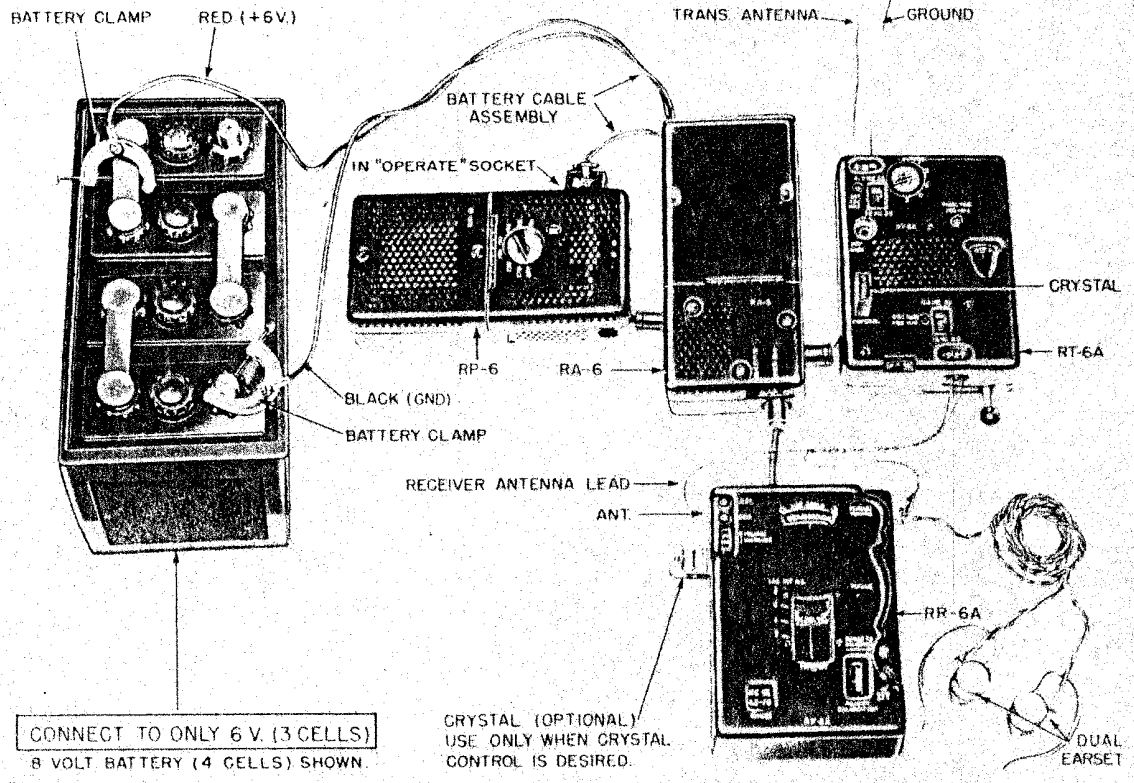 BATTERY CLAMP
RED (+6V.)
TRANS. ANTENNA
GROUND
BATTERY CABLE
ASSEMBLY
IN "OPERATE" SOCKET
CRYSTAL
RP-6
RA-6
RT-6A
BLACK (GND)
BATTERY CLAMP
RECEIVER ANTENNA LEAD
ANT.
RR-6A
CONNECT TO ONLY 6 V. (3 CELLS)
8 VOLT BATTERY (4 CELLS) SHOWN.
CRYSTAL (OPTIONAL)
USE ONLY WHEN CRYSTAL
CONTROL IS DESIRED.
DUAL
EARSET